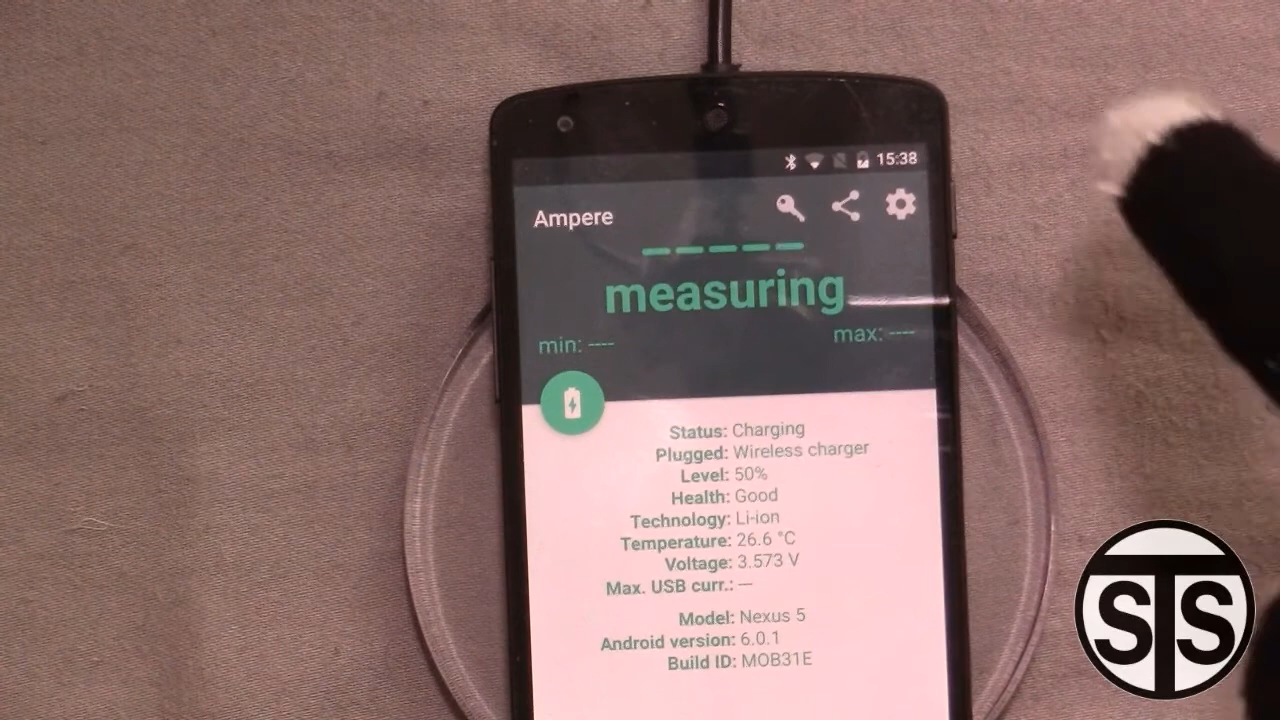 15:38
Ampere
-----
measuring
min: ----
max: ----
Status: Charging
Plugged: Wireless charger
Level: 50%
Health: Good
Technology: Li-ion
Temperature: 26.6 °C
Voltage: 3.573 V
Max. USB curr.: —
Model: Nexus 5
Android version: 6.0.1
Build ID: MOB31E
STS